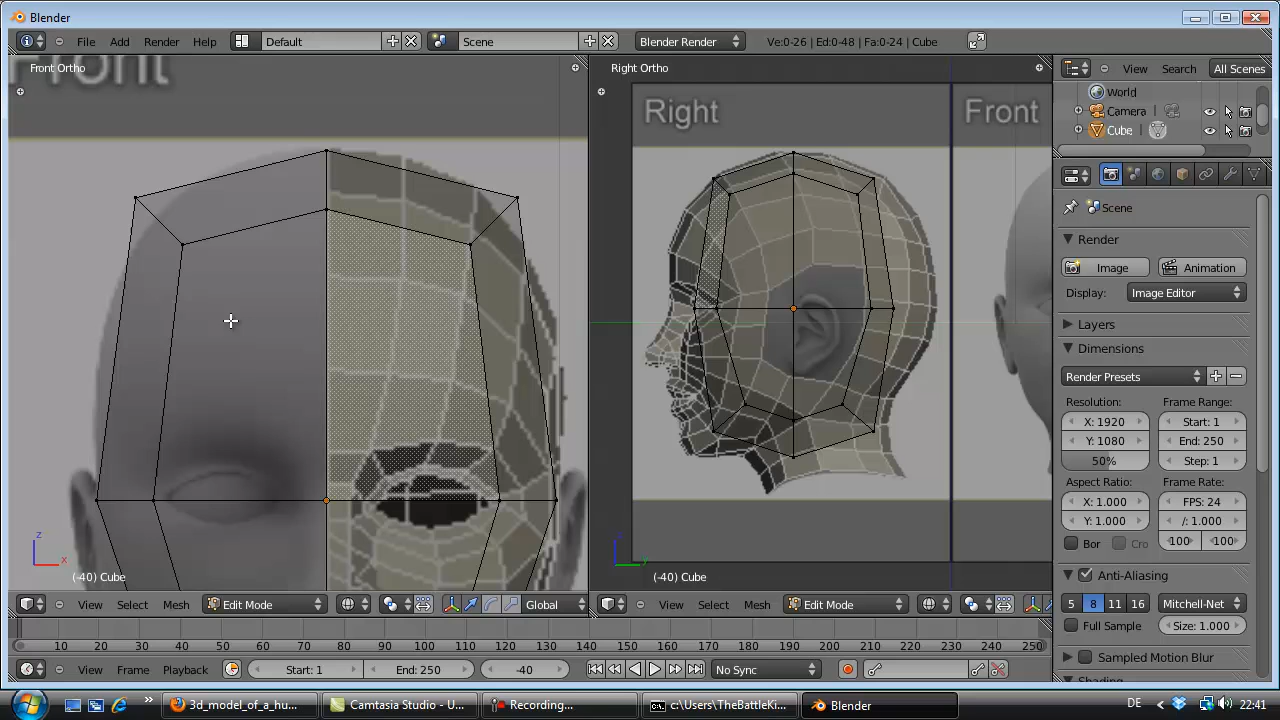 Blender
File Add Render Help Default Scene Blender Render Ve:0-26 | Ed:0-48 | Fa:0-24 | Cube
Front Ortho
Front
(-40) Cube
Right Ortho
Right
Front
(-40) Cube
View Search All Scenes
World
Camera
Cube
Scene
Render
Image Animation
Display: Image Editor
Layers
Dimensions
Render Presets
Resolution: Frame Range:
X: 1920 Start: 1
Y: 1080 End: 250
50% Step: 1
Aspect Ratio: Frame Rate:
X: 1.000 FPS: 24
Y: 1.000 /: 1.000
Bor Cro 100 100
Anti-Aliasing
5 8 11 16 Mitchell-Net
Full Sample Size: 1.000
Sampled Motion Blur
View Select Mesh Edit Mode Global
View Select Mesh Edit Mode
10 20 30 40 50 60 70 80 90 100 110 120 130 140 150 160 170 180 190 200 210 220 230 240 250
View Frame Playback Start: 1 End: 250 -40 No Sync
3d_model_of_a_hu... Camtasia Studio - U... Recording... c:\Users\TheBattleKi... Blender DE 22:41